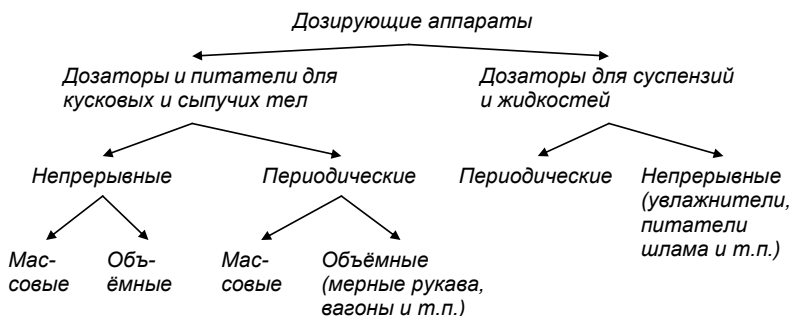 Дозирующие аппараты
Дозаторы и питатели для
кусковых и сыпучих тел
Дозаторы для суспензий
и жидкостей
Непрерывные
Периодические
Периодические
Непрерывные
(увлажнители,
питатели
шлама и т.п.)
Мас-
совые
Объ-
ёмные
Мас-
совые
Объёмные
(мерные рукава,
вагоны и т.п.)